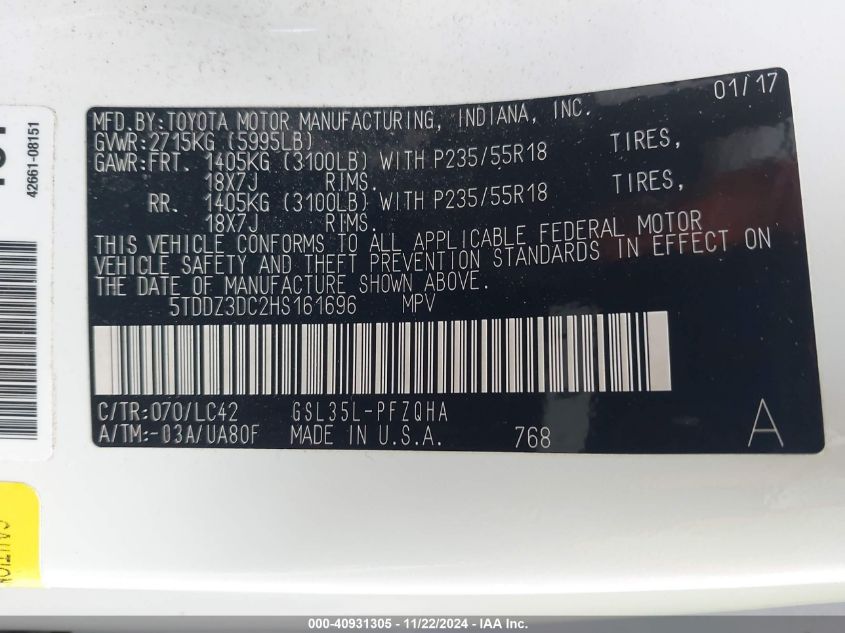 01/17
MFD.BY:TOYOTA MOTOR MANUFACTURING, INDIANA, INC.
GVWR:2715KG (5995LB)
GAWR:FRT. 1405KG (3100LB) WITH P235/55R18 TIRES,
18X7J RIMS.
RR. 1405KG (3100LB) WITH P235/55R18 TIRES,
18X7J RIMS.
THIS VEHICLE CONFORMS TO ALL APPLICABLE FEDERAL MOTOR
VEHICLE SAFETY AND THEFT PREVENTION STANDARDS IN EFFECT ON
THE DATE OF MANUFACTURE SHOWN ABOVE.
5TDDZ3DC2HS161696 MPV
C/TR:070/LC42 GSL35L-PFZQHA
A/TM:-03A/UA80F MADE IN U.S.A. 768 A
42661-08151
CAUTION
000-40931305 - 11/22/2024 - IAA Inc.